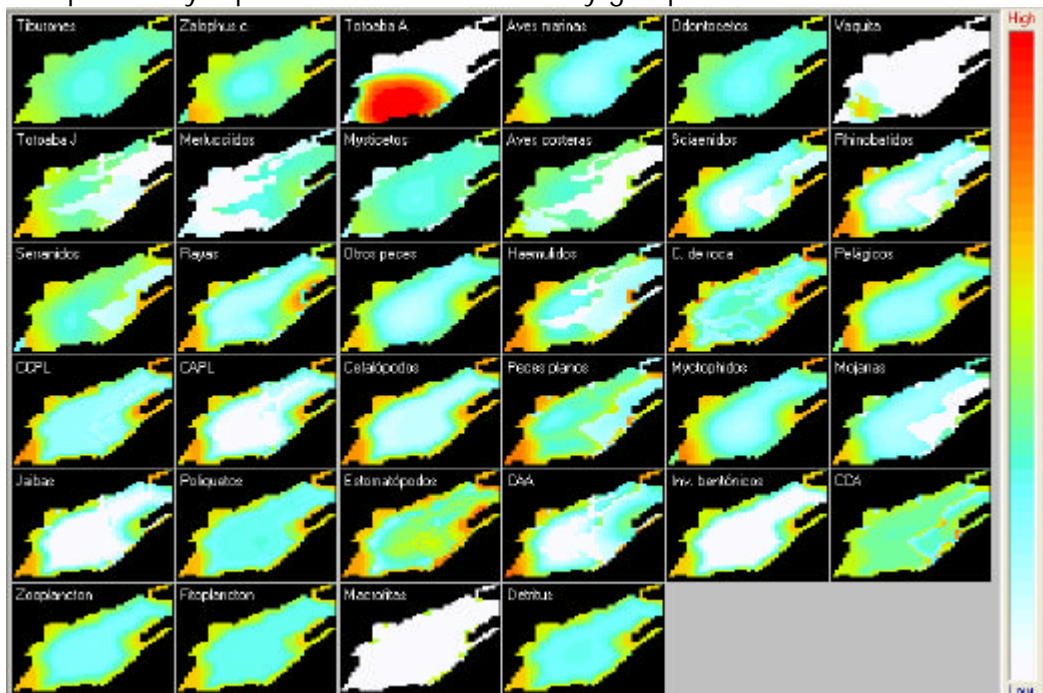 High
Tiburones Zalophus c. Totoaba A Aves marinas Odontocetos Vaquita
Totoaba J Merluccidos Mysticetos Aves costeras Sciaenidos Rhinobatidos
Serranidos Rayas Otros peces Haemulidos C. de roca Pelágicos
CCPL CAPL Cefalópodos Peces planos Myctophidos Mojarras
Jaibas Poliquetos Estomatópodos CAA Inv. bentónicos CCA
Zooplancton Fitoplancton Macrofitas Detritus
Low